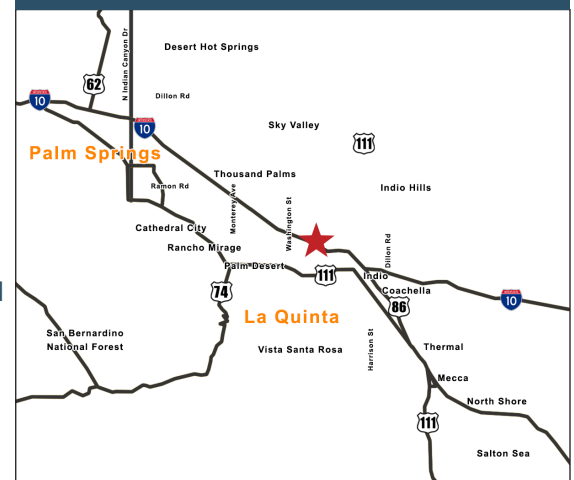 N Indian Canyon Dr
Desert Hot Springs
62
Dillon Rd
10
10
Sky Valley
111
Palm Springs
Thousand Palms
Ramon Rd
Monterey Ave
Indio Hills
Washington St
Cathedral City
Rancho Mirage
Dillon Rd
Palm Desert
111
Indio
74
Coachella
86
10
La Quinta
San Bernardino
National Forest
Vista Santa Rosa
Harrison St
Thermal
Mecca
North Shore
111
Salton Sea